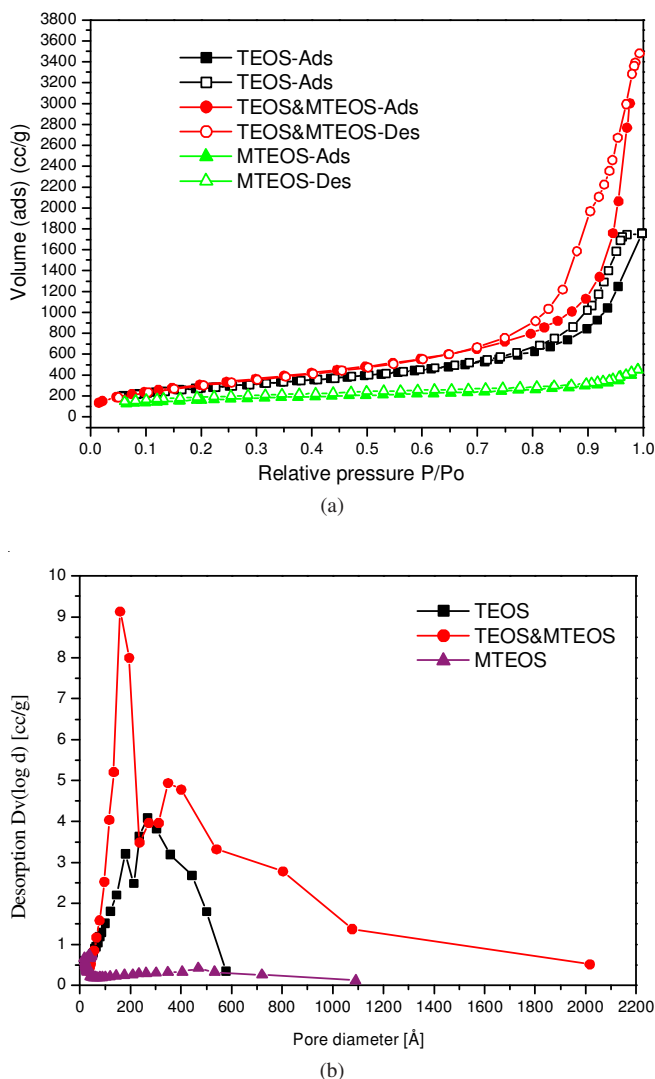 3800
3600
3400
3200
3000
2800
2600
2400
2200
2000
1800
1600
1400
1200
1000
800
600
400
200
0
Volume (ads) (cc/g)
TEOS-Ads
TEOS-Ads
TEOS&MTEOS-Ads
TEOS&MTEOS-Des
MTEOS-Ads
MTEOS-Des
0.0 0.1 0.2 0.3 0.4 0.5 0.6 0.7 0.8 0.9 1.0
Relative pressure P/Po
(a)
10
9
8
7
6
5
4
3
2
1
0
Desorption Dv(log d) [cc/g]
TEOS
TEOS&MTEOS
MTEOS
0 200 400 600 800 1000 1200 1400 1600 1800 2000 2200
Pore diameter [Å]
(b)